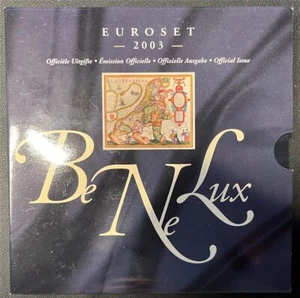 EUROSET
— 2003 —
Officiële Uitgifte • Émission Officielle • Offizielle Ausgabe • Official Issue
Be
Ne
Lux